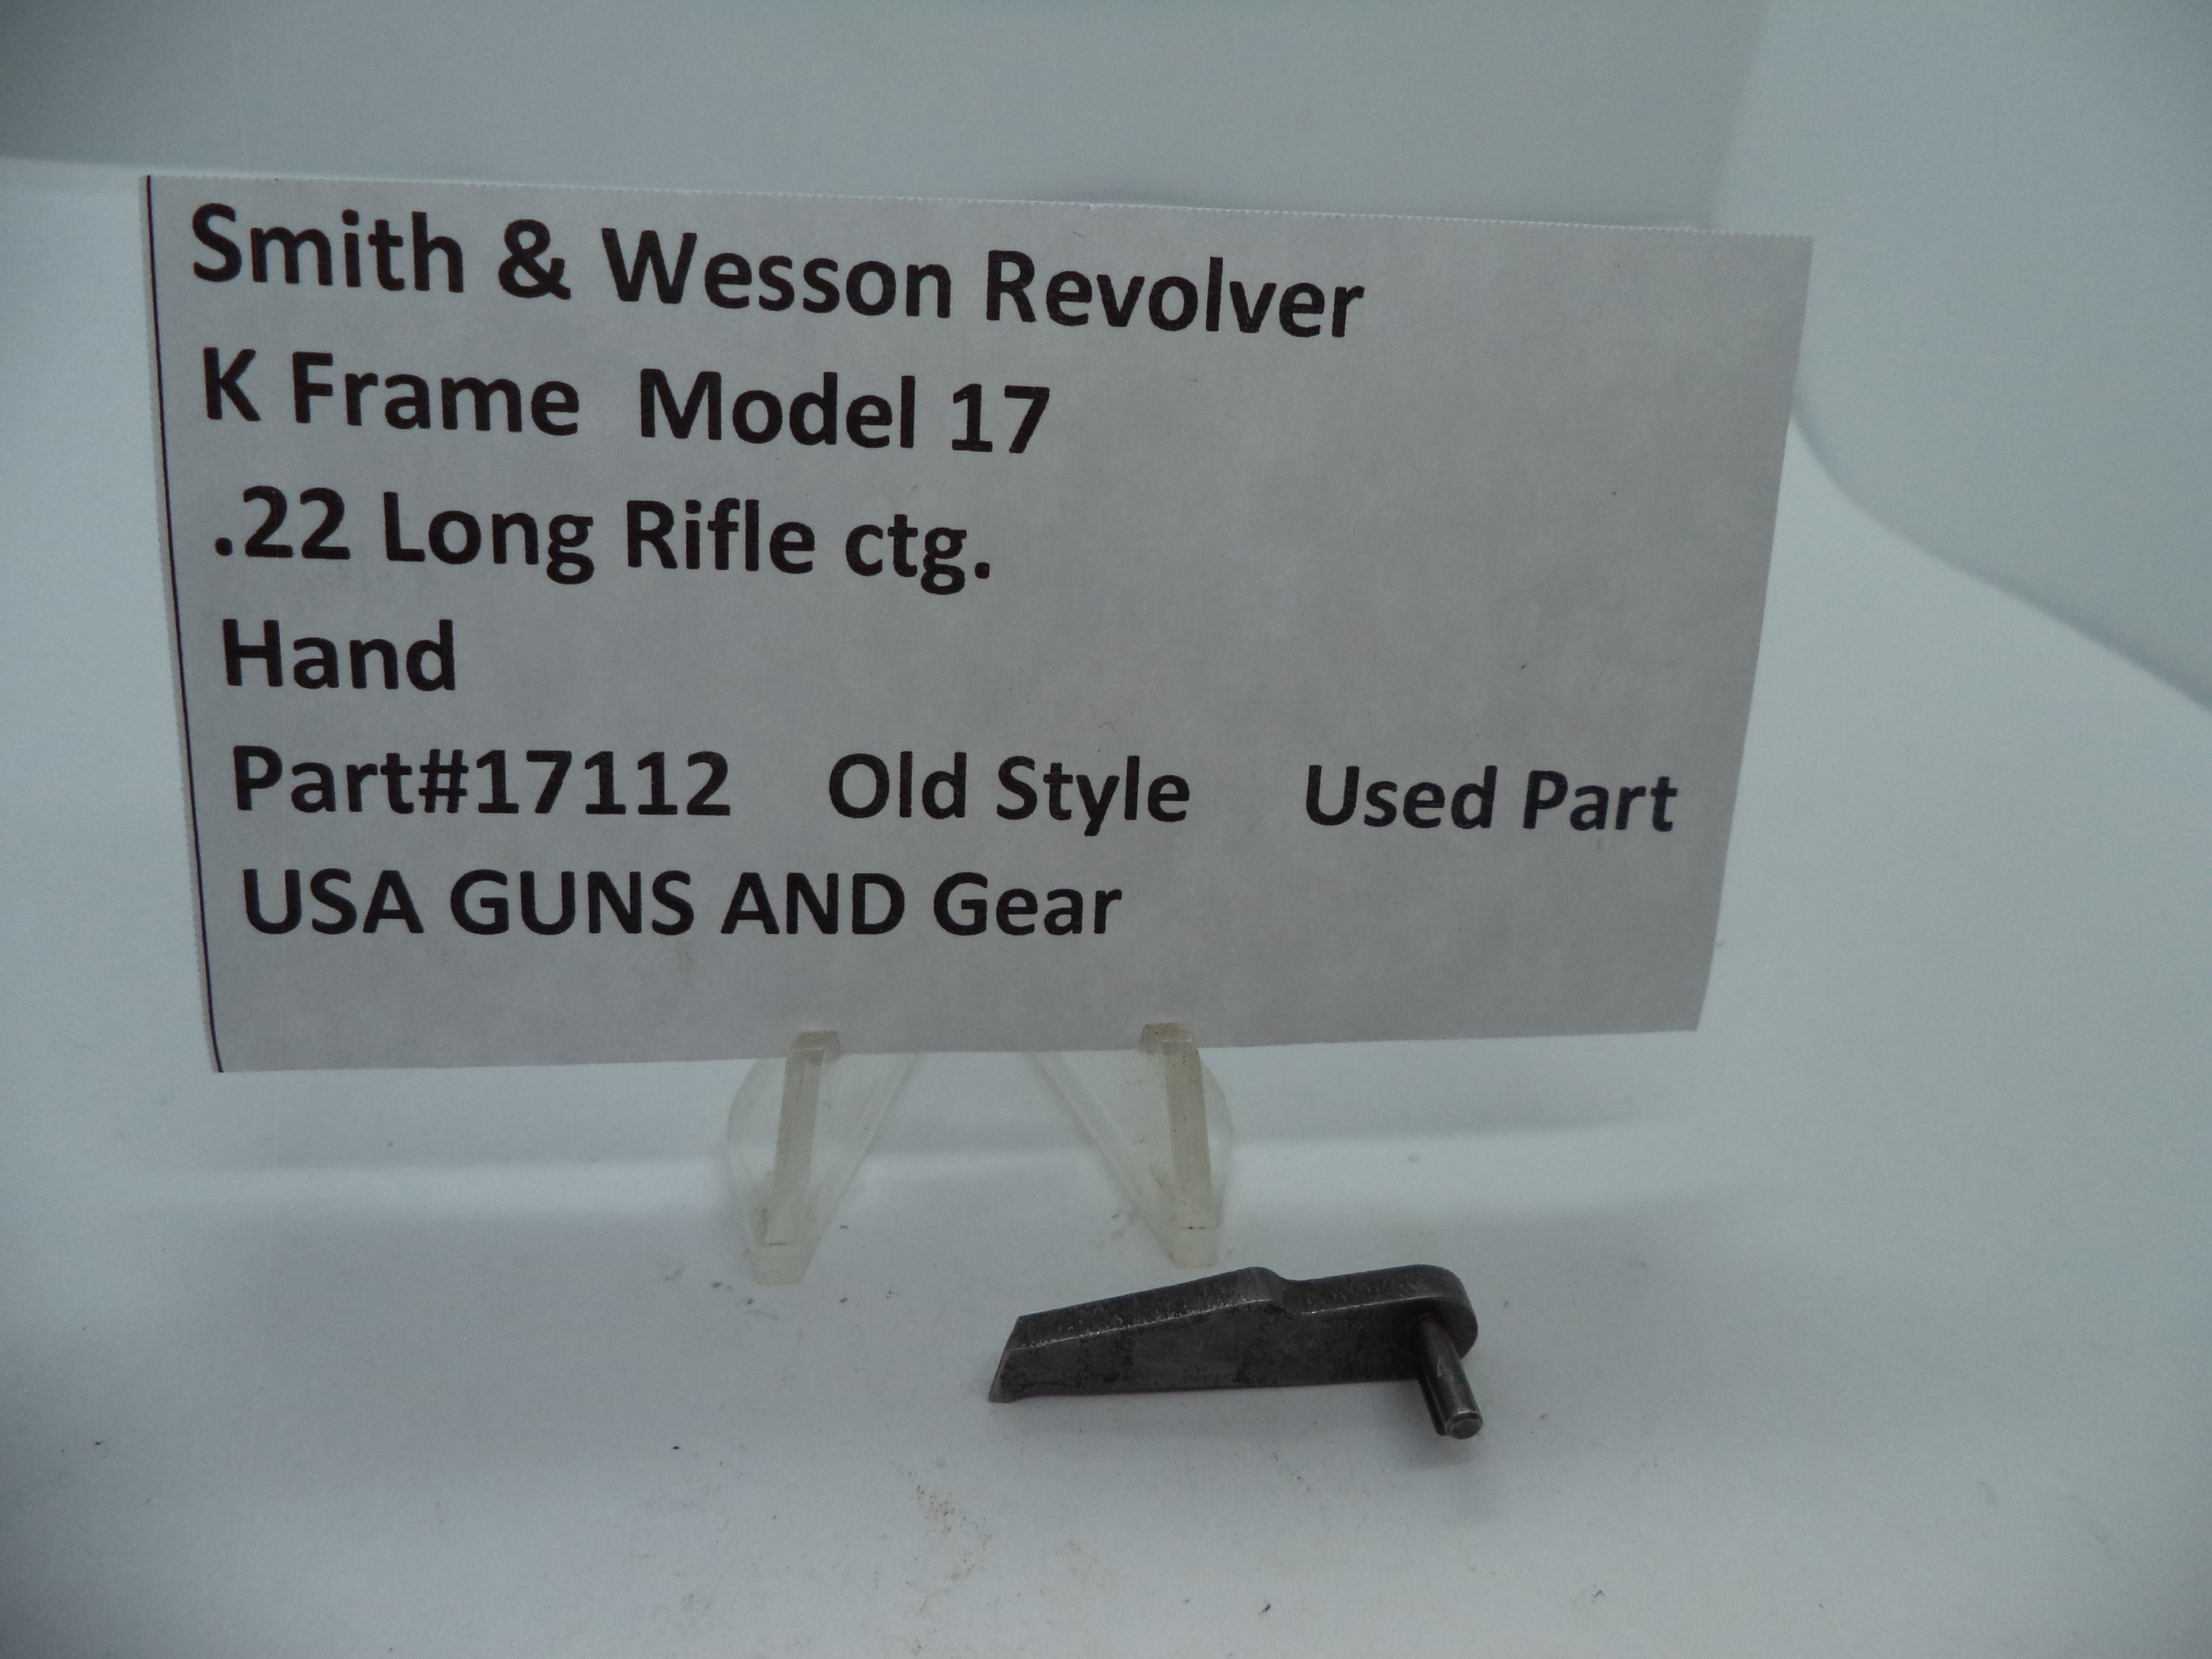 Smith & Wesson Revolver
K Frame Model 17
.22 Long Rifle ctg.
Hand
Part#17112 Old Style Used Part
USA GUNS AND Gear